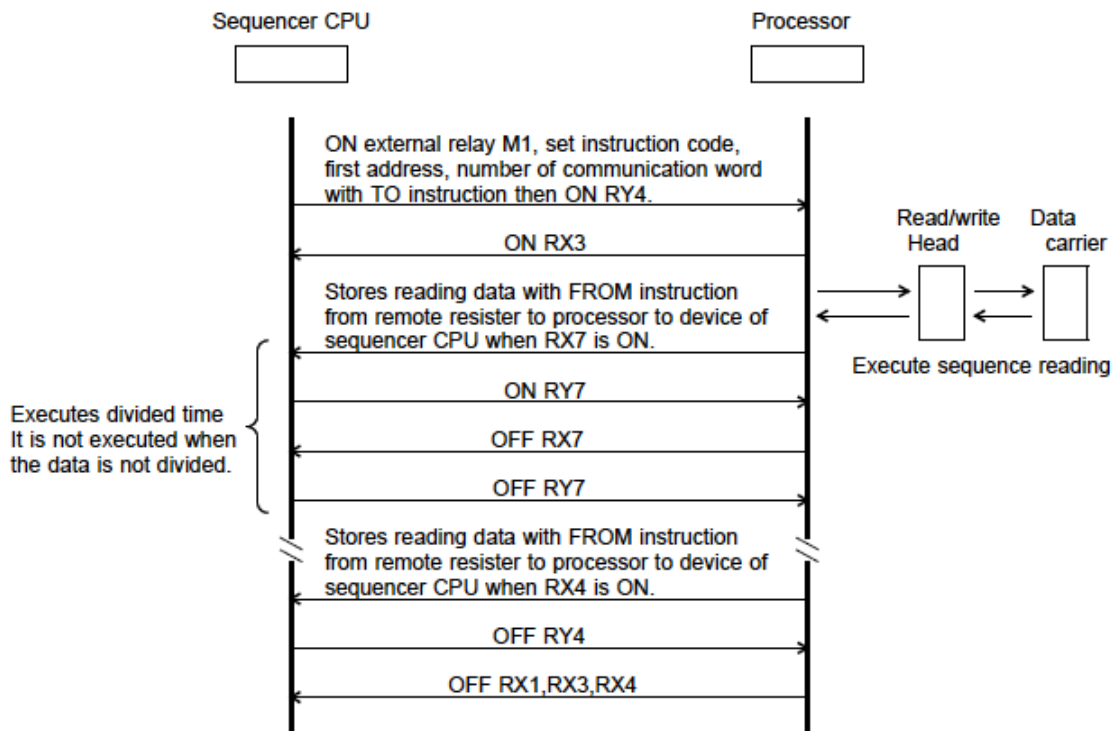 Sequencer CPU
Processor
ON external relay M1, set instruction code,
first address, number of communication word
with TO instruction then ON RY4.
Read/write
Head
Data
carrier
ON RX3
Stores reading data with FROM instruction
from remote resister to processor to device of
sequencer CPU when RX7 is ON.
Execute sequence reading
Executes divided time
It is not executed when
the data is not divided.
ON RY7
OFF RX7
OFF RY7
Stores reading data with FROM instruction
from remote resister to processor to device of
sequencer CPU when RX4 is ON.
OFF RY4
OFF RX1,RX3,RX4